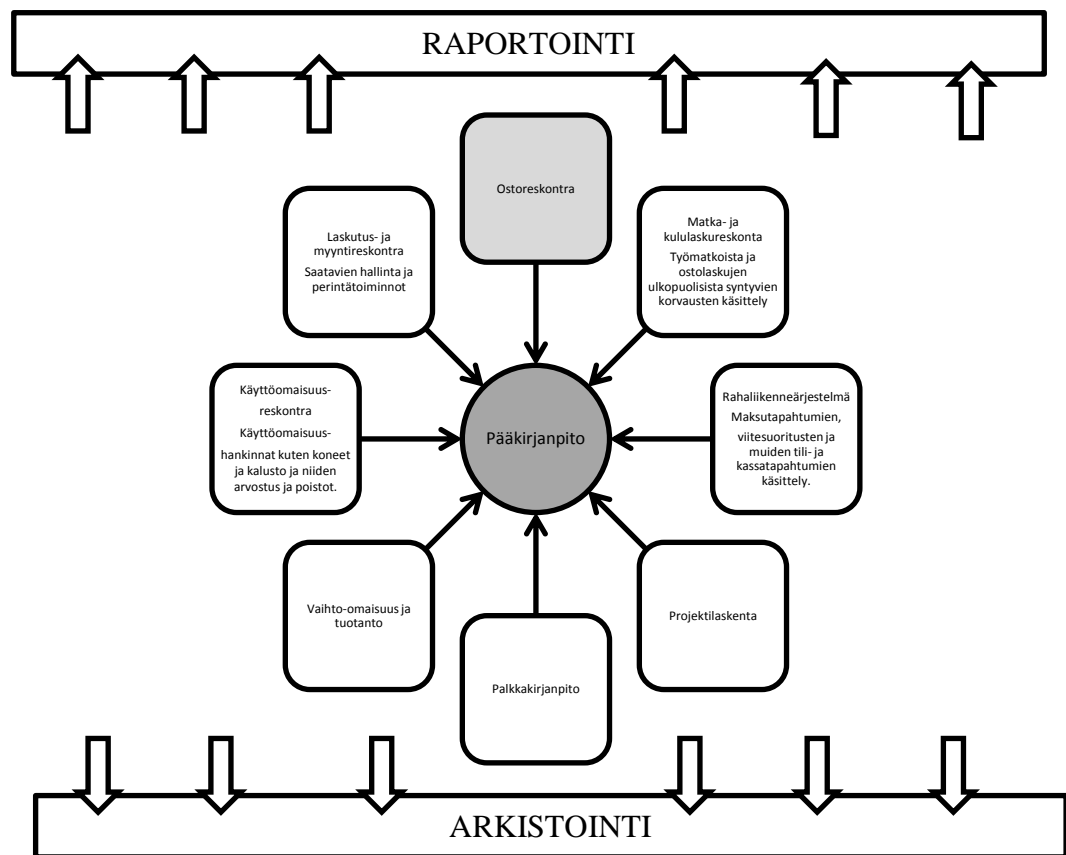 RAPORTOINTI
Ostoreskontra
Laskutus- ja
myyntireskontra
Saatavien hallinta ja
perintätoiminnot
Matka- ja
kululaskureskonta
Työmatkoista ja
ostolaskujen
ulkopuolisista syntyvien
korvausten käsittely
Käyttöomaisuus-
reskontra
Käyttöomaisuus-
hankinnat kuten koneet
ja kalusto ja niiden
arvostus ja poistot.
Pääkirjanpito
Rahaliikennejärjestelmä
Maksutapahtumien,
viitesuoritusten ja
muiden tili- ja
kassatapahtumien
käsittely.
Vaihto-omaisuus ja
tuotanto
Palkkakirjanpito
Projektilaskenta
ARKISTOINTI